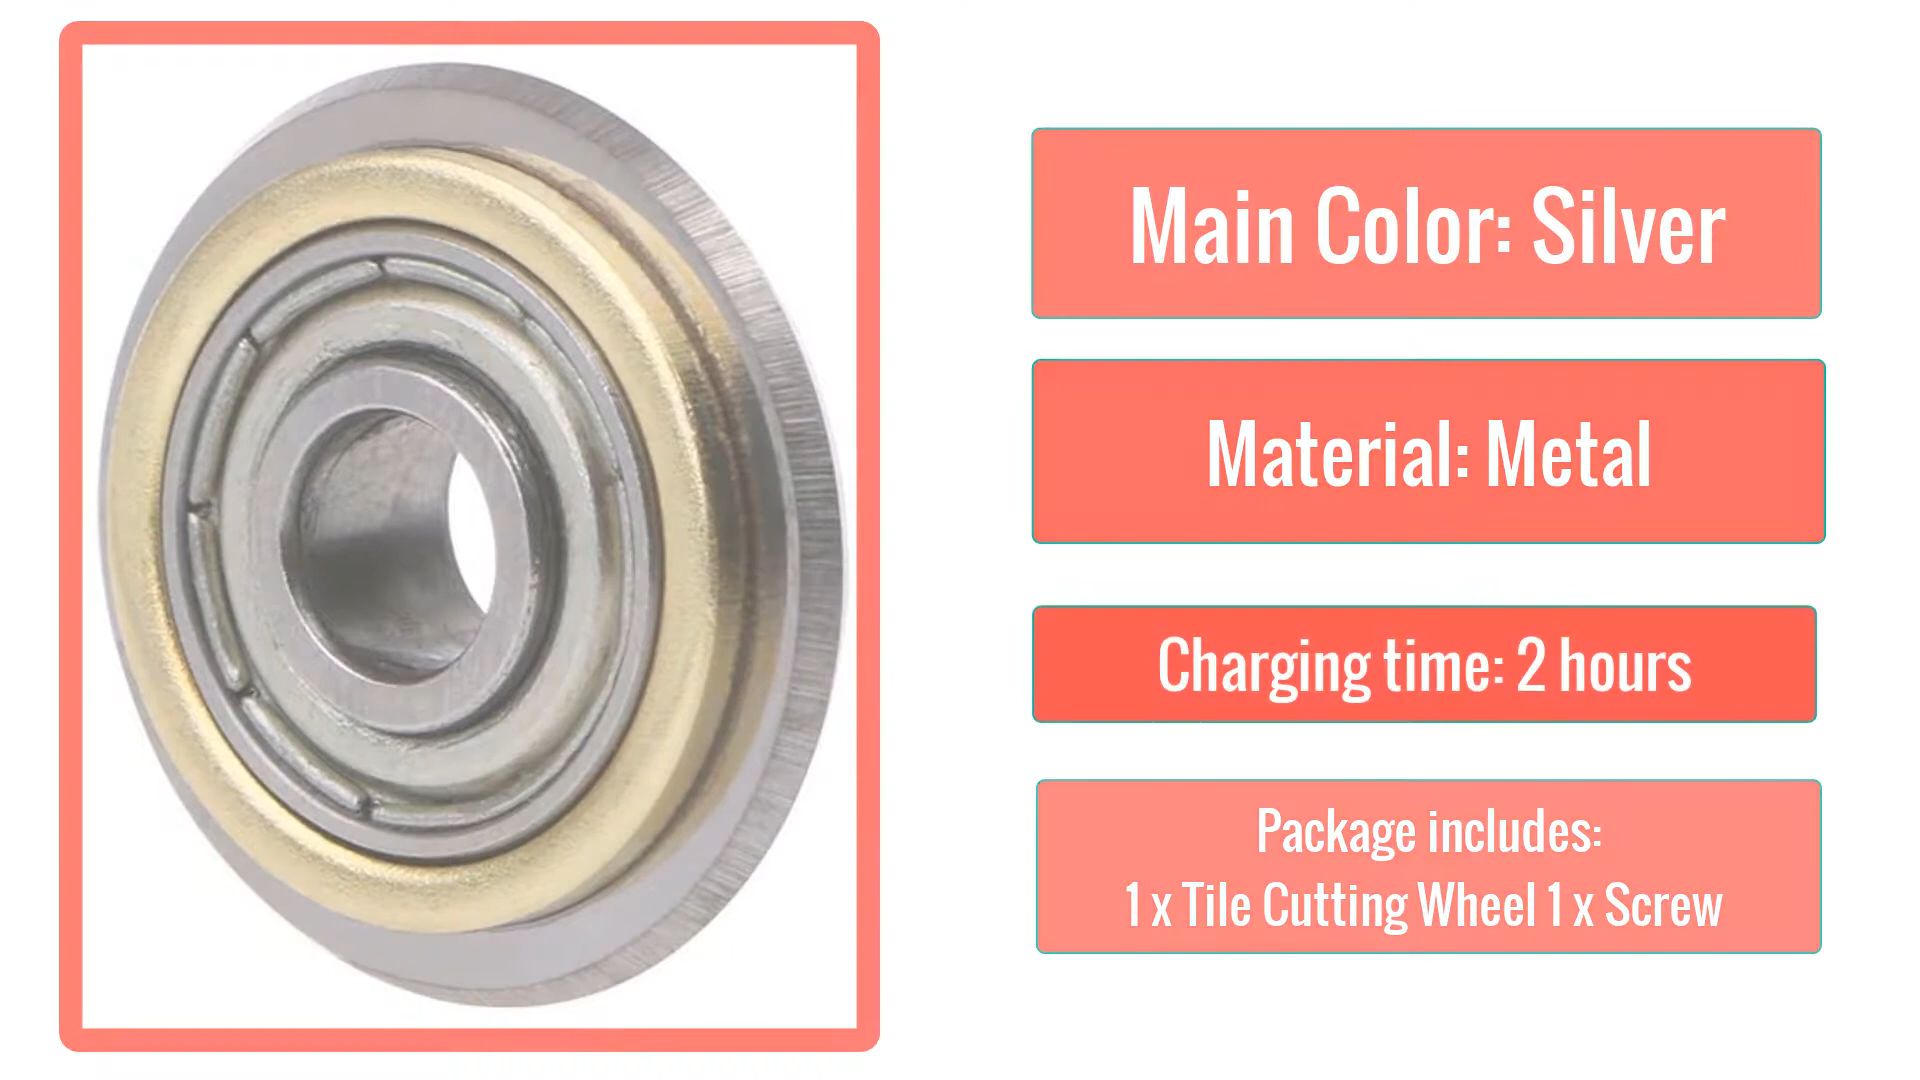 Main Color: Silver
Material: Metal
Charging time: 2 hours
Package includes:
1 x Tile Cutting Wheel 1 x Screw